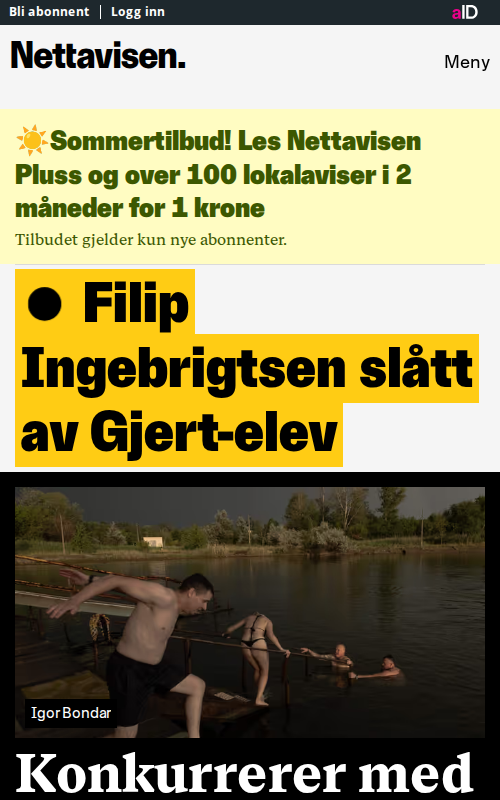 Bli abonnent | Logg inn aID
Nettavisen.
Meny
☀️Sommertilbud! Les Nettavisen
Pluss og over 100 lokalaviser i 2
måneder for 1 krone
Tilbudet gjelder kun nye abonnenter.
● Filip
Ingebrigtsen slått
av Gjert-elev
Igor Bondar
Konkurrerer med